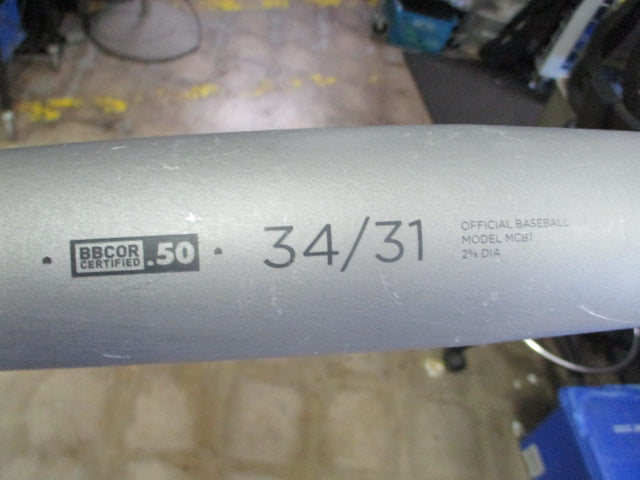 BBCOR
CERTIFIED
.50
34/31
OFFICIAL BASEBALL
MODEL MCB1
2⅝ DIA